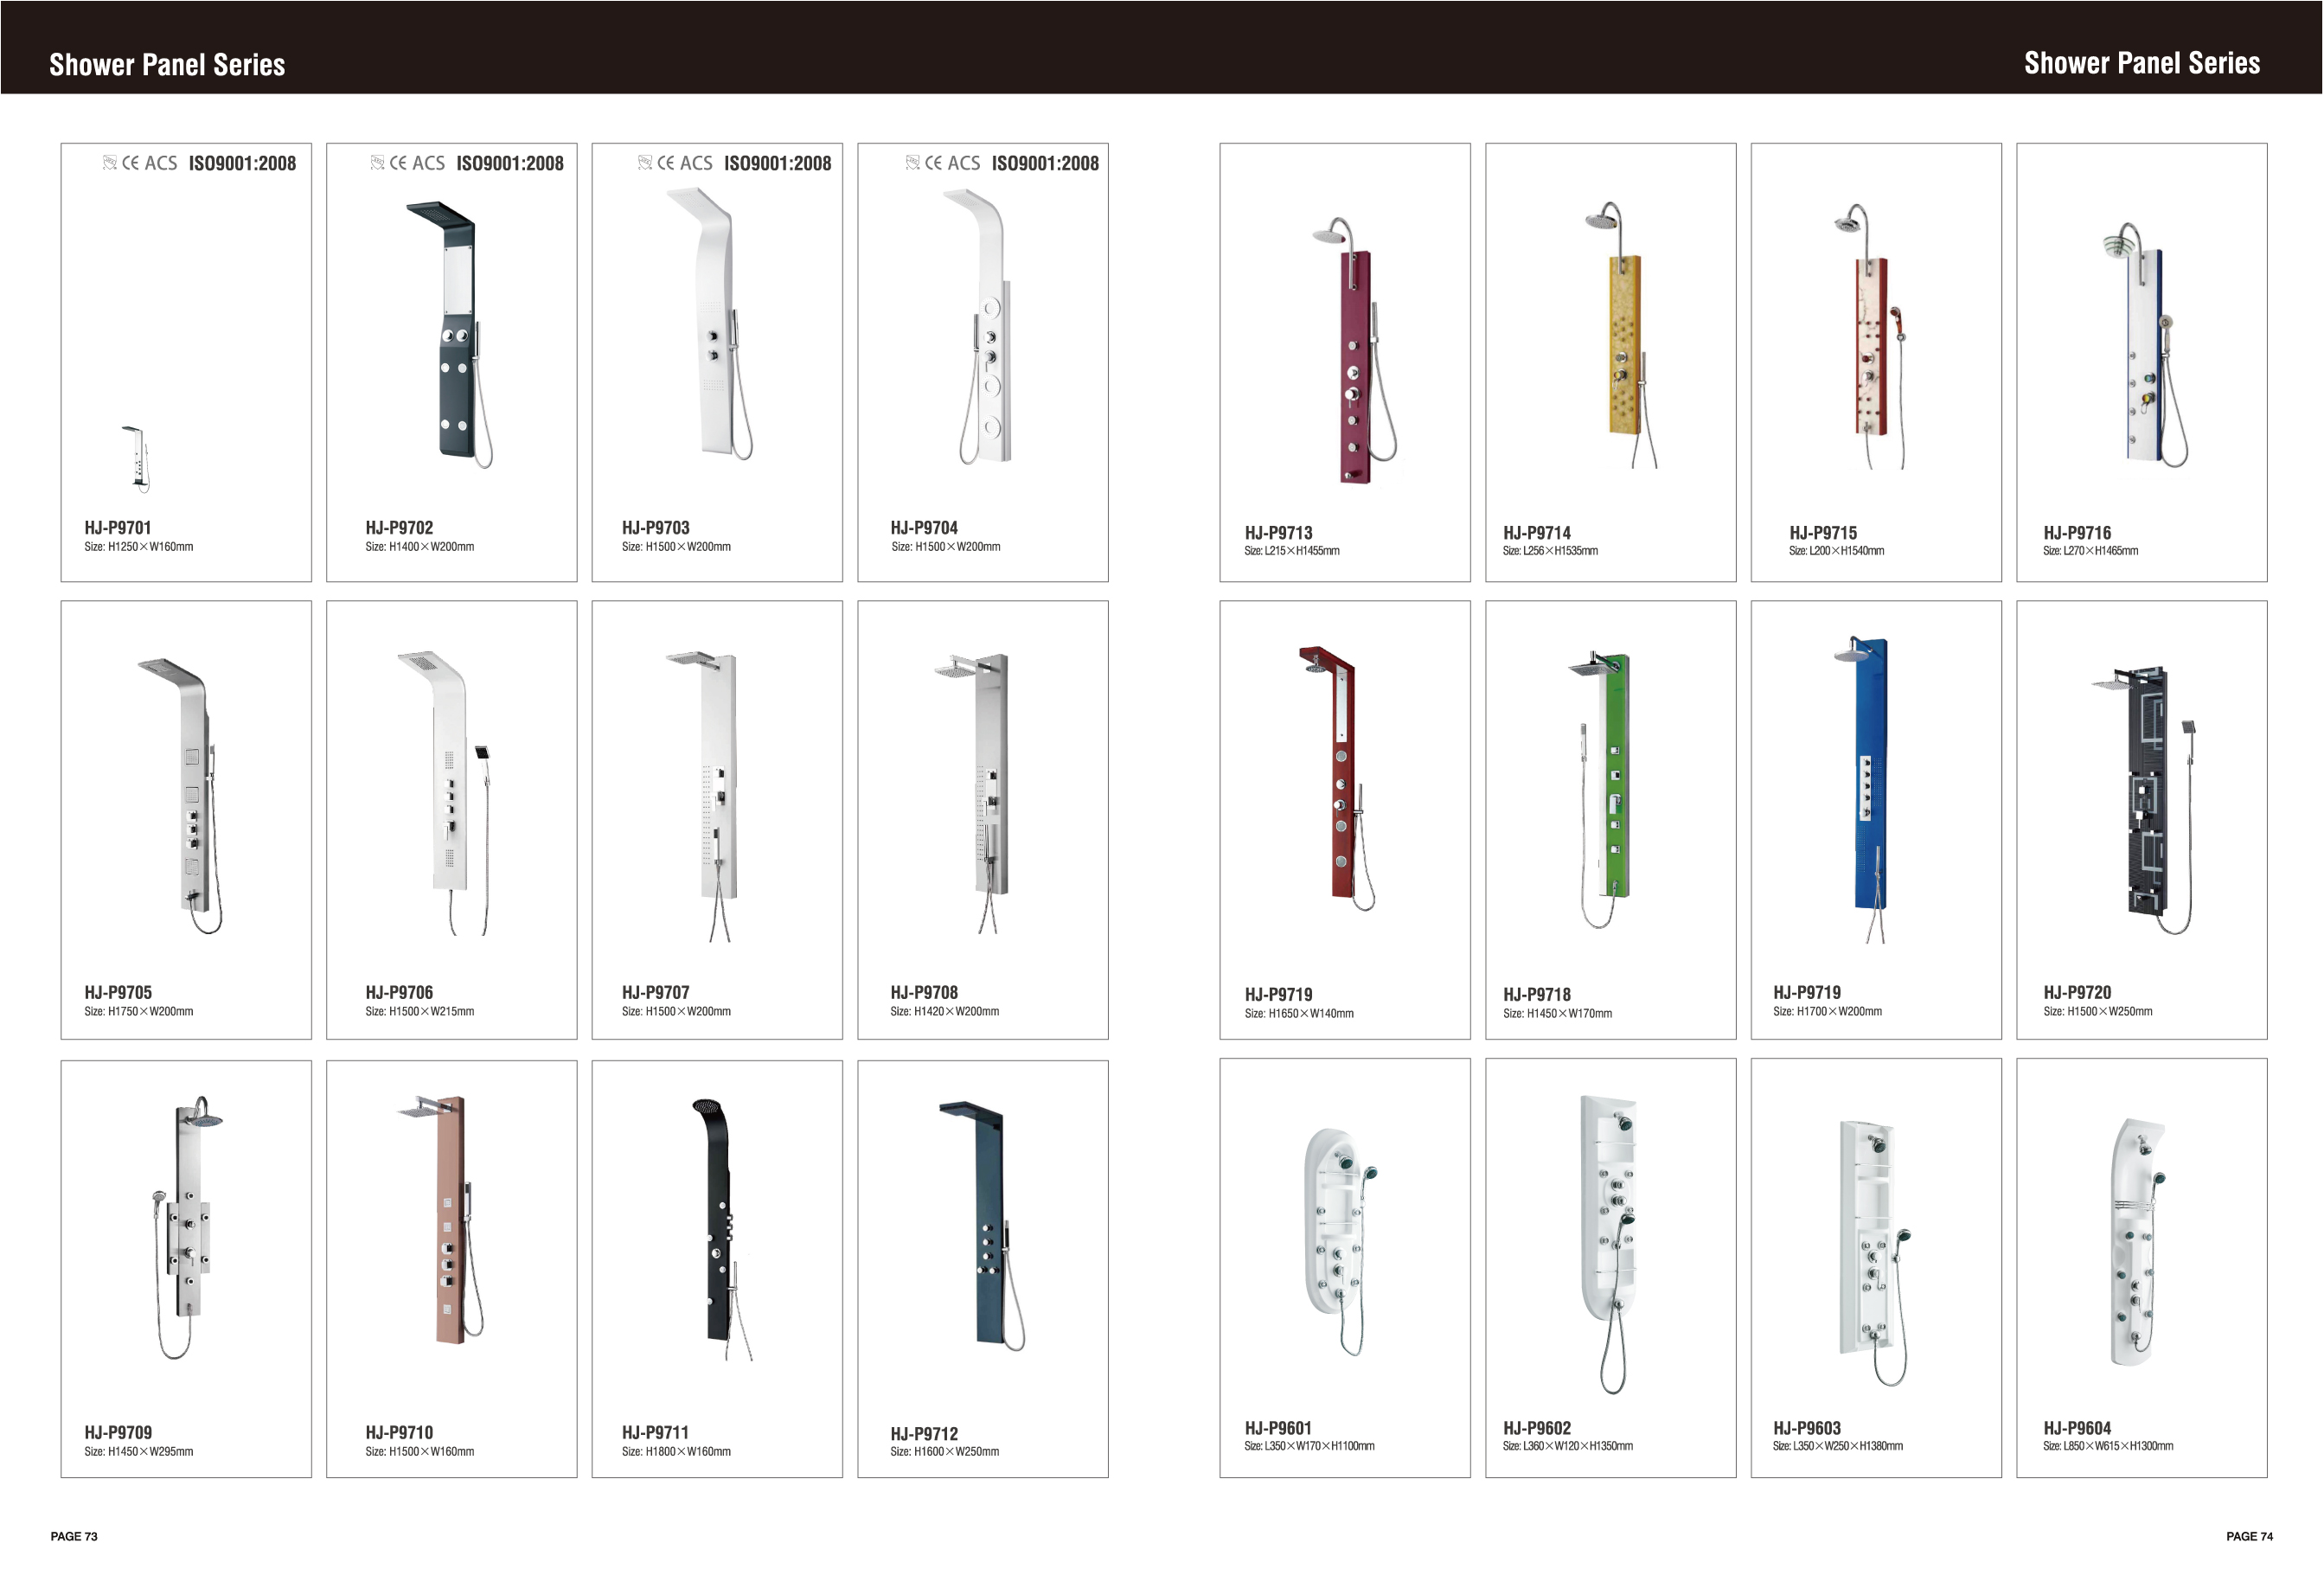 Shower Panel Series
Shower Panel Series
CE ACS ISO9001:2008
CE ACS ISO9001:2008
CE ACS ISO9001:2008
CE ACS ISO9001:2008
HJ-P9701
Size: H1250×W160mm
HJ-P9702
Size: H1400×W200mm
HJ-P9703
Size: H1500×W200mm
HJ-P9704
Size: H1500×W200mm
HJ-P9713
Size: L215×H1455mm
HJ-P9714
Size: L256×H1535mm
HJ-P9715
Size: L200×H1540mm
HJ-P9716
Size: L270×H1465mm
HJ-P9705
Size: H1750×W200mm
HJ-P9706
Size: H1500×W215mm
HJ-P9707
Size: H1500×W200mm
HJ-P9708
Size: H1420×W200mm
HJ-P9719
Size: H1650×W140mm
HJ-P9718
Size: H1450×W170mm
HJ-P9719
Size: H1700×W200mm
HJ-P9720
Size: H1500×W250mm
HJ-P9709
Size: H1450×W295mm
HJ-P9710
Size: H1500×W160mm
HJ-P9711
Size: H1800×W160mm
HJ-P9712
Size: H1600×W250mm
HJ-P9601
Size: L350×W170×H1100mm
HJ-P9602
Size: L360×W120×H1350mm
HJ-P9603
Size: L350×W250×H1380mm
HJ-P9604
Size: L850×W615×H1300mm
PAGE 73
PAGE 74